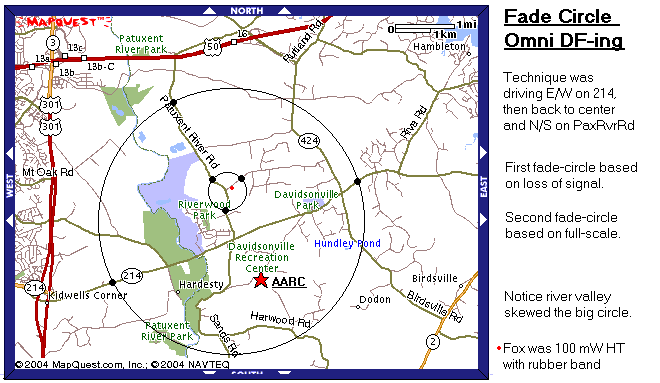 MAPQUEST™
NORTH
SOUTH
WEST
EAST
Patuxent
River Park
3
13c
13a
13b
13b-C
50
16
Rutland Rd
0 1mi
1km
Hambleton
301
301
Patuxent River Rd
424
Riva Rd
Mt Oak Rd
Riverwood
Park
Davidsonville
Park
Davidsonville
Recreation
Center
Hundley Pond
AARC
214
214
Kidwells Corner
Hardesty
Birdsville
Birdsville Rd
Dodon
Harwood Rd
Sands Rd
Patuxent
River Park
2
©2004 MapQuest.com, Inc.; ©2004 NAVTEQ
Fade Circle
Omni DF-ing
Technique was
driving E/W on 214,
then back to center
and N/S on PaxRvrRd
First fade-circle based
on loss of signal.
Second fade-circle
based on full-scale.
Notice river valley
skewed the big circle.
Fox was 100 mW HT
with rubber band